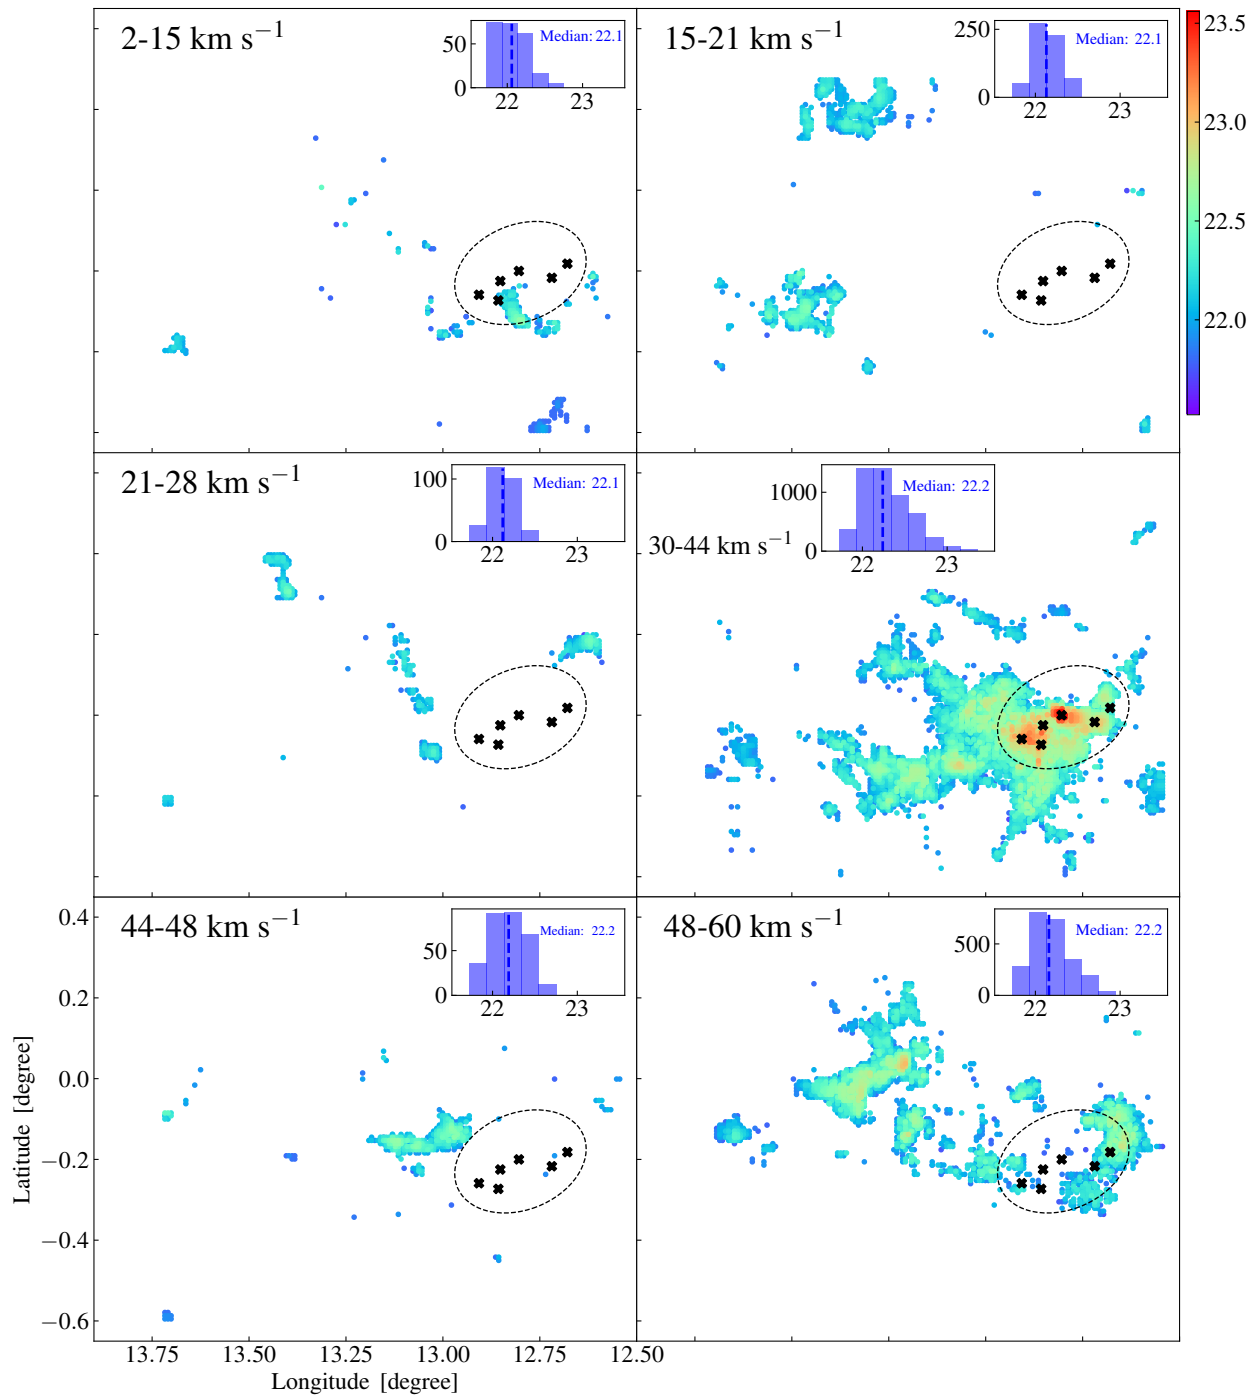 2-15 km s−1
50
0
22
23
Median: 22.1
15-21 km s−1
250
0
22
23
Median: 22.1
23.5
23.0
22.5
22.0
21-28 km s−1
100
0
22
23
Median: 22.1
30-44 km s−1
1000
0
22
23
Median: 22.2
44-48 km s−1
50
0
22
23
Median: 22.2
48-60 km s−1
500
0
22
23
Median: 22.2
0.4
0.2
0.0
−0.2
−0.4
−0.6
Latitude [degree]
13.75
13.50
13.25
13.00
12.75
12.50
Longitude [degree]